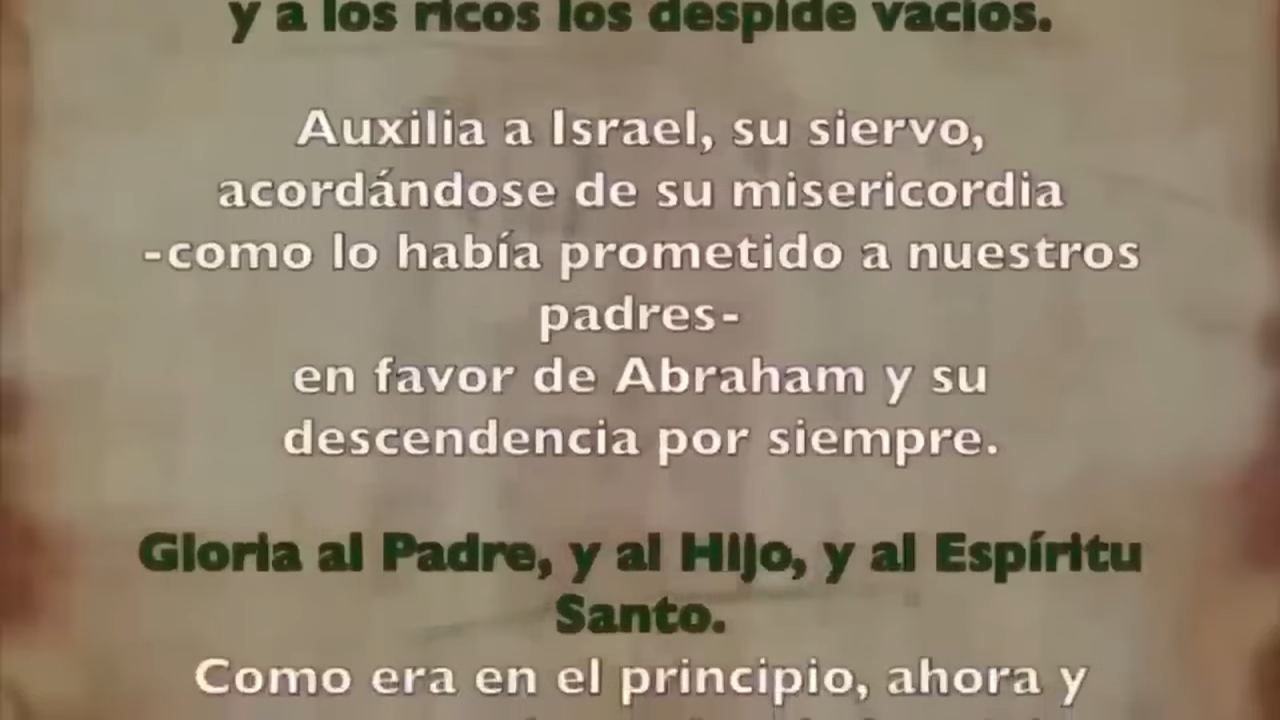 y a los ricos los despide vacíos.
Auxilia a Israel, su siervo,
acordándose de su misericordia
-como lo había prometido a nuestros
padres-
en favor de Abraham y su
descendencia por siempre.
Gloria al Padre, y al Hijo, y al Espíritu
Santo.
Como era en el principio, ahora y